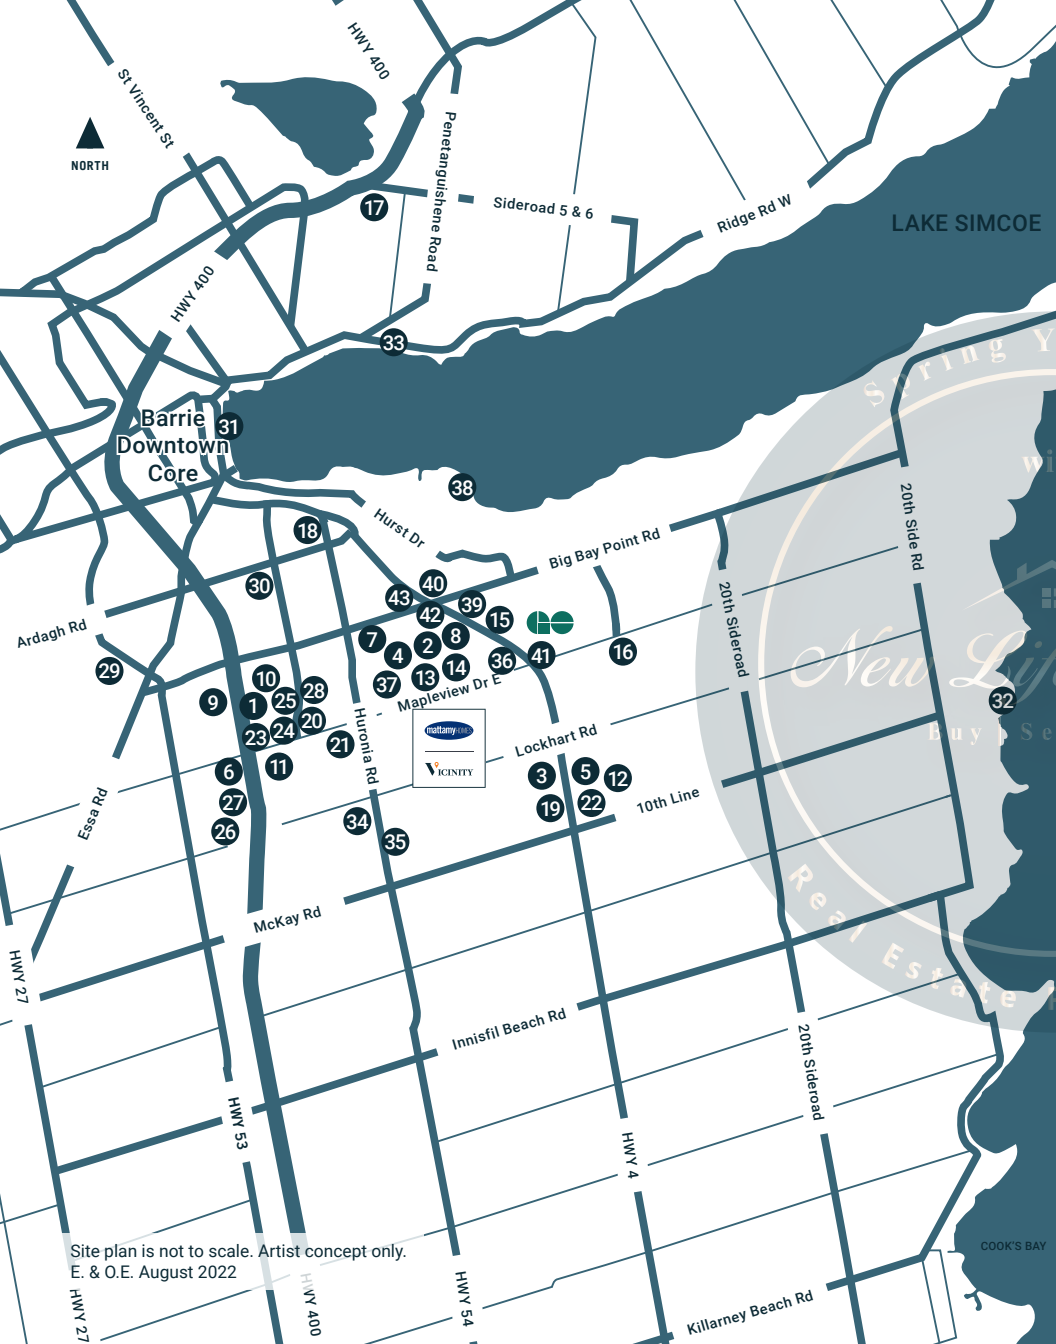 HWY 400
St Vincent St
NORTH
Penetanguishene Road
Sideroad 5 & 6
17
Ridge Rd W
LAKE SIMCOE
HWY 400
33
Spring Y
Barrie
Downtown
Core
31
wi
38
20th Side Rd
Hurst Dr
18
Big Bay Point Rd
30
40
43
39
42
15
20th Sideroad
Ardagh Rd
7
8
2
4
41
16
36
14
29
13
37
New Lif
10
28
9
1
25
Mapleview Dr E
32
20
24
23
Huronia Rd
mattamyHOMES
Buy | Se
21
Lockhart Rd
VICINITY
11
6
5
3
12
27
22
10th Line
19
Essa Rd
34
26
35
Real Estate
McKay Rd
HWY 27
Innisfil Beach Rd
20th Sideroad
HWY 53
HWY 4
COOK'S BAY
Site plan is not to scale. Artist concept only.
E. & O.E. August 2022
HWY 27
HWY 400
HWY 54
Killarney Beach Rd